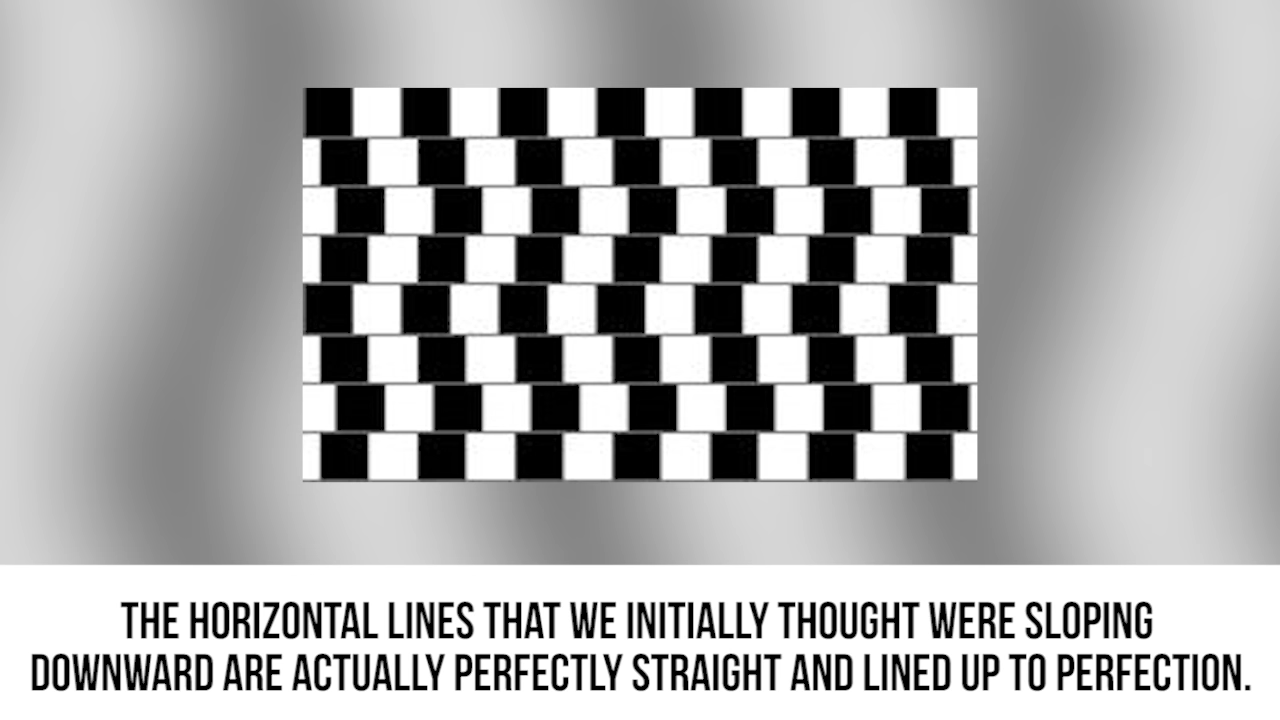 THE HORIZONTAL LINES THAT WE INITIALLY THOUGHT WERE SLOPING
DOWNWARD ARE ACTUALLY PERFECTLY STRAIGHT AND LINED UP TO PERFECTION.